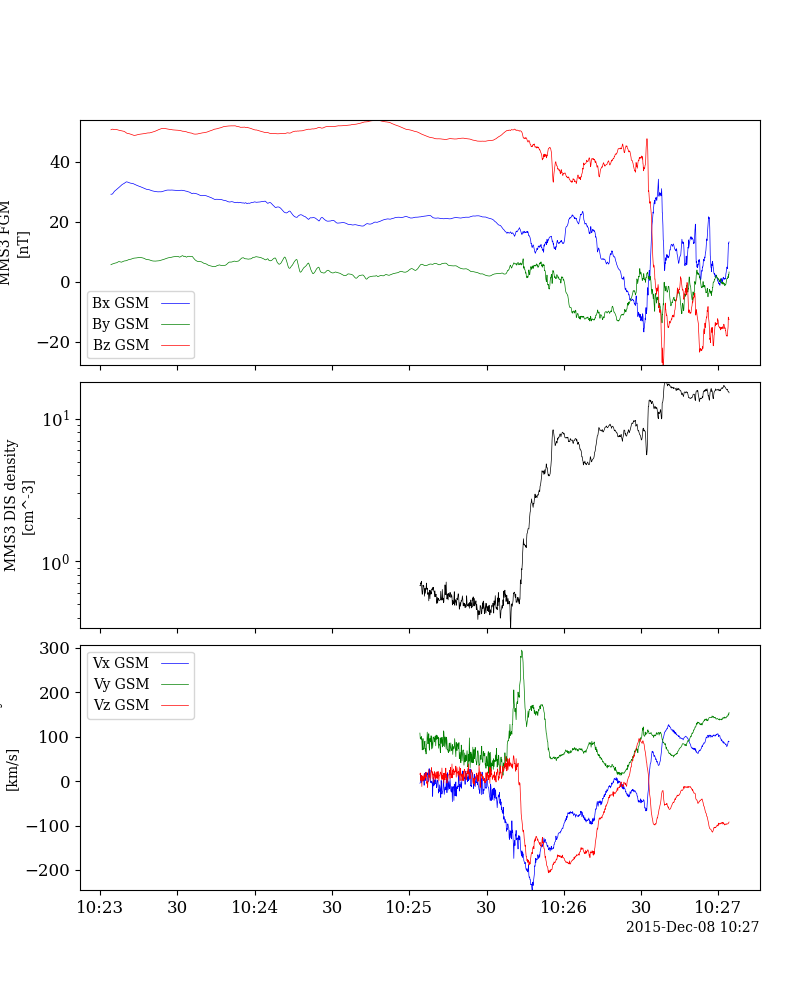 MMS3 FGM
[nT]
40
20
0
−20
Bx GSM
By GSM
Bz GSM
MMS3 DIS density
[cm^-3]
10^1
10^0
[km/s]
300
200
100
0
−100
−200
Vx GSM
Vy GSM
Vz GSM
10:23 30 10:24 30 10:25 30 10:26 30 10:27
2015-Dec-08 10:27